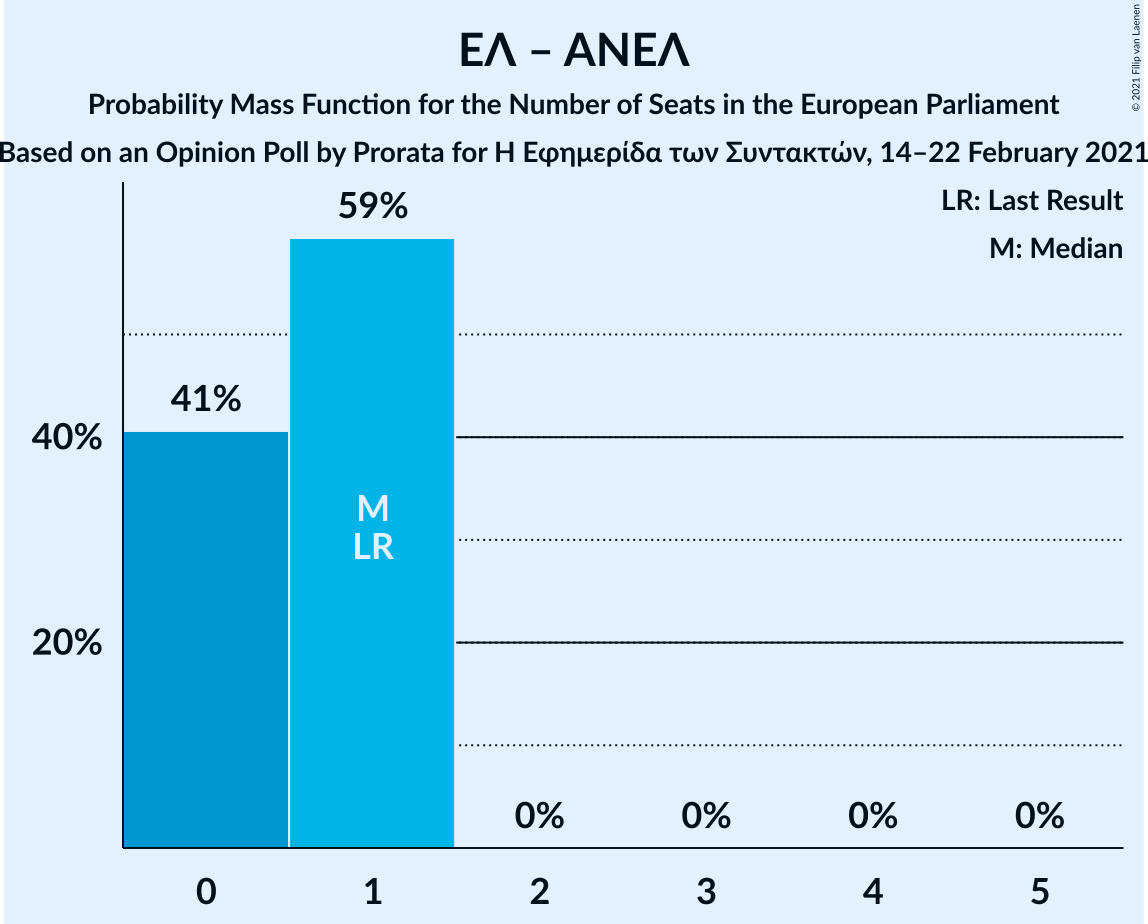 ΕΛ – ΑΝΕΛ
Probability Mass Function for the Number of Seats in the European Parliament
Based on an Opinion Poll by Prorata for Η Εφημερίδα των Συντακτών, 14–22 February 2021
© 2021 Filip van Laenen
LR: Last Result
M: Median
59%
41%
40%
20%
M
LR
0% 0% 0% 0%
0 1 2 3 4 5